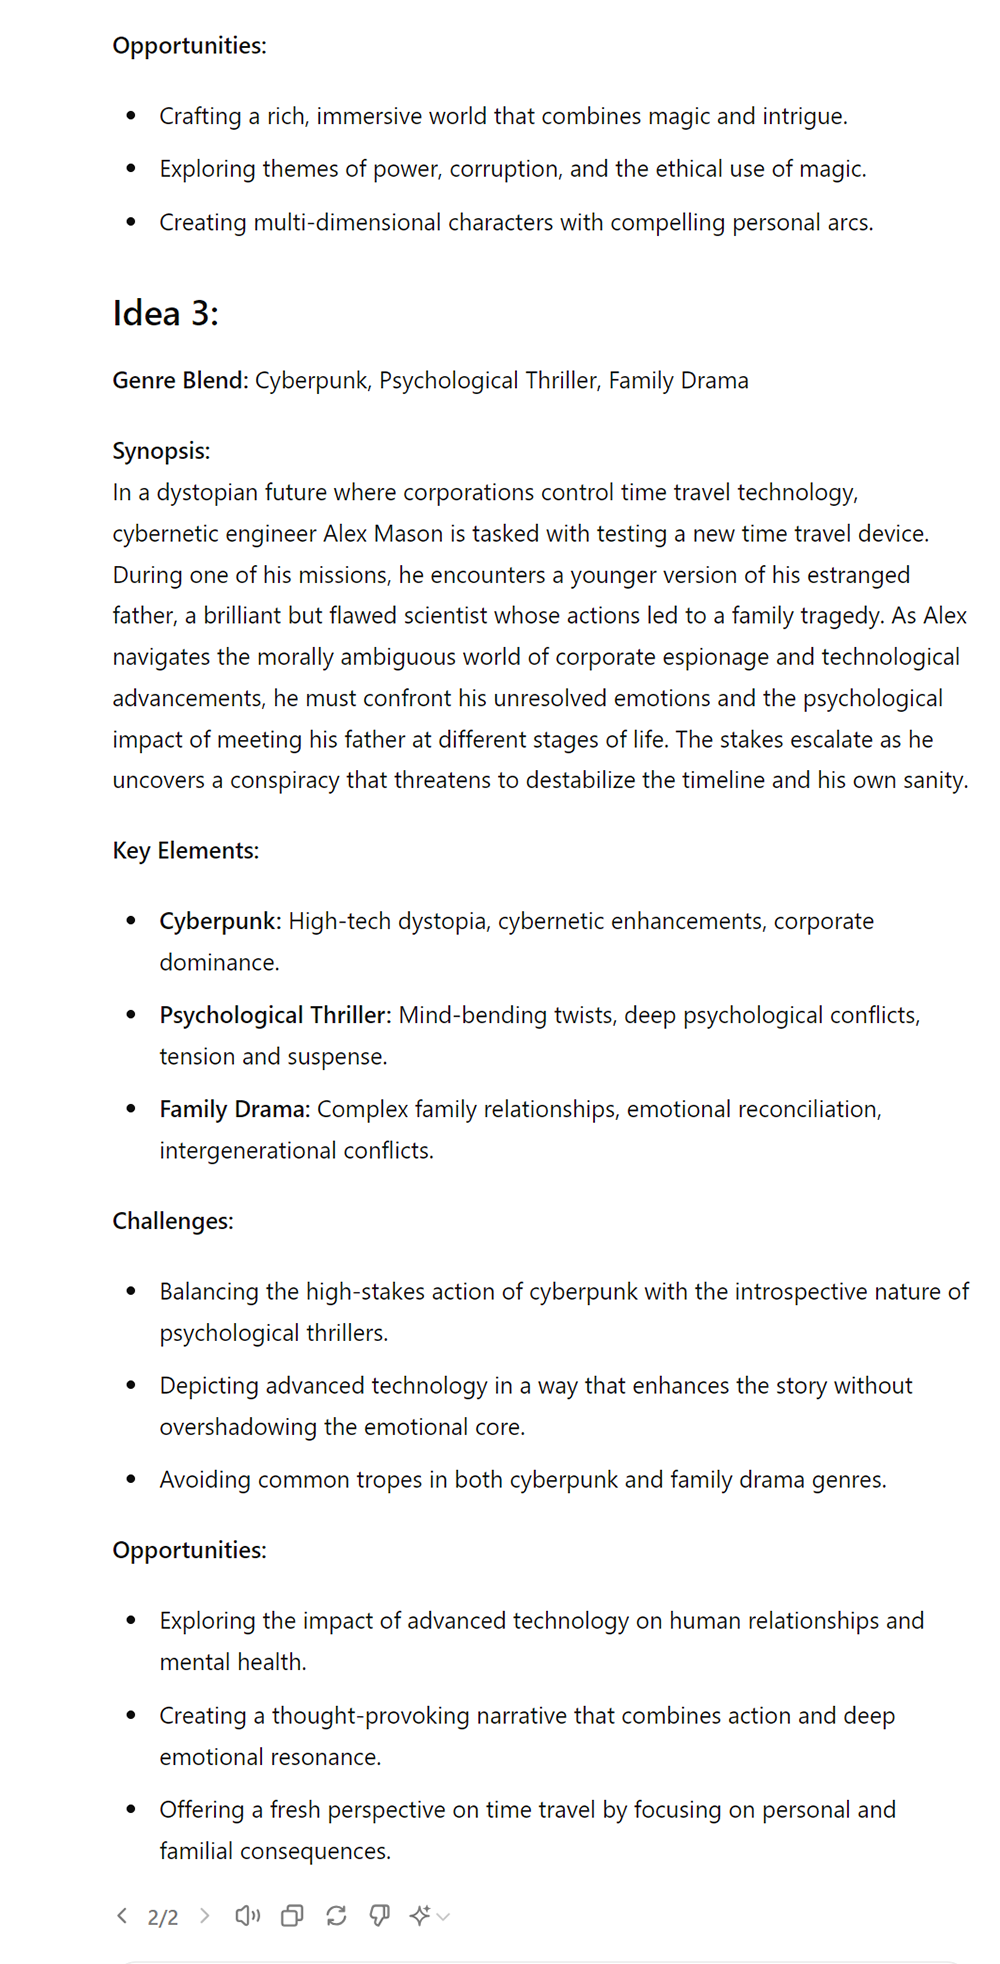 Opportunities:
Crafting a rich, immersive world that combines magic and intrigue.
Exploring themes of power, corruption, and the ethical use of magic.
Creating multi-dimensional characters with compelling personal arcs.
Idea 3:
Genre Blend: Cyberpunk, Psychological Thriller, Family Drama
Synopsis:
In a dystopian future where corporations control time travel technology,
cybernetic engineer Alex Mason is tasked with testing a new time travel device.
During one of his missions, he encounters a younger version of his estranged
father, a brilliant but flawed scientist whose actions led to a family tragedy. As Alex
navigates the morally ambiguous world of corporate espionage and technological
advancements, he must confront his unresolved emotions and the psychological
impact of meeting his father at different stages of life. The stakes escalate as he
uncovers a conspiracy that threatens to destabilize the timeline and his own sanity.
Key Elements:
Cyberpunk: High-tech dystopia, cybernetic enhancements, corporate
dominance.
Psychological Thriller: Mind-bending twists, deep psychological conflicts,
tension and suspense.
Family Drama: Complex family relationships, emotional reconciliation,
intergenerational conflicts.
Challenges:
Balancing the high-stakes action of cyberpunk with the introspective nature of
psychological thrillers.
Depicting advanced technology in a way that enhances the story without
overshadowing the emotional core.
Avoiding common tropes in both cyberpunk and family drama genres.
Opportunities:
Exploring the impact of advanced technology on human relationships and
mental health.
Creating a thought-provoking narrative that combines action and deep
emotional resonance.
Offering a fresh perspective on time travel by focusing on personal and
familial consequences.
2/2